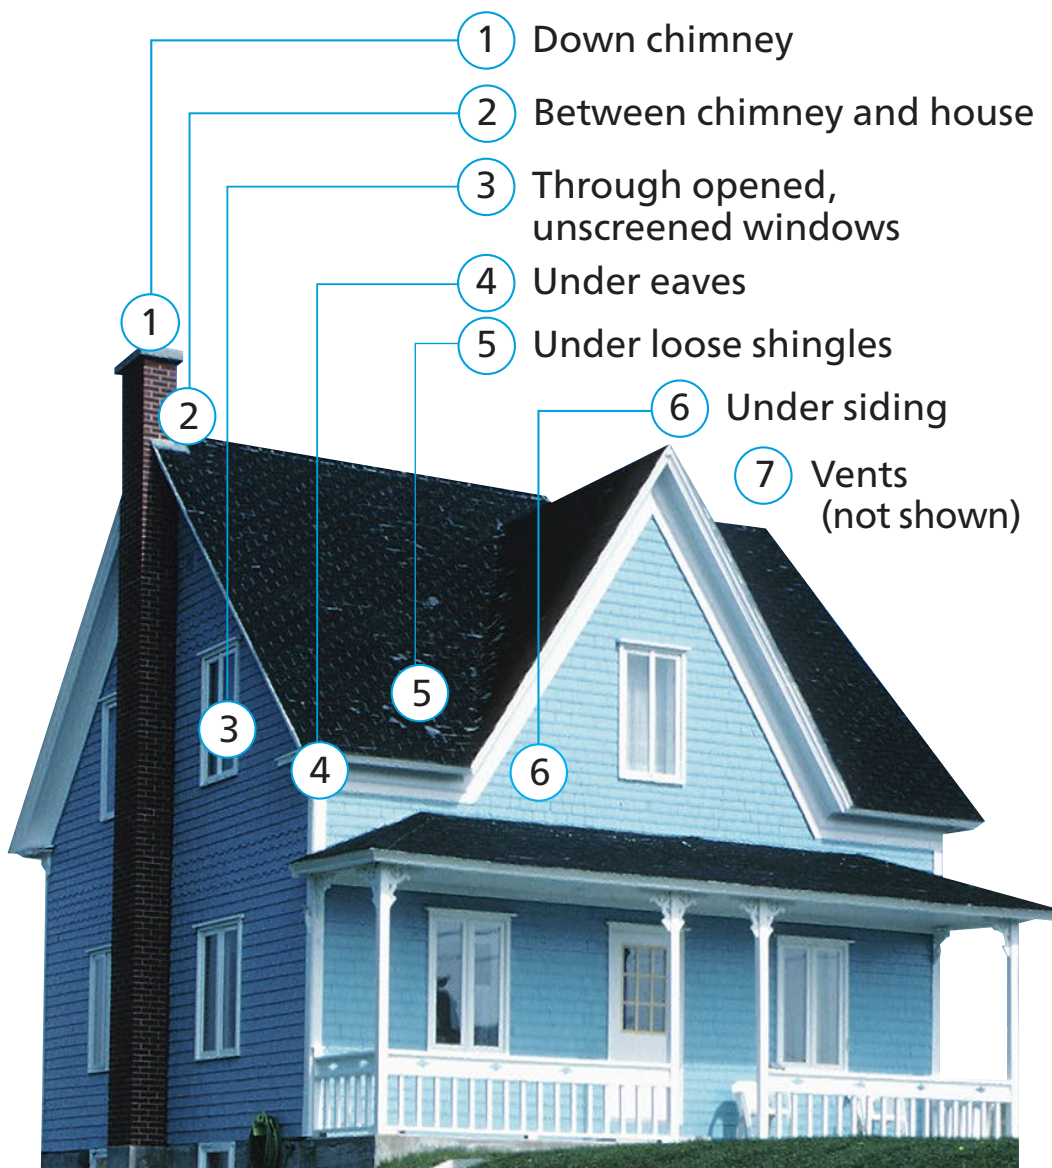 1 Down chimney
2 Between chimney and house
3 Through opened,
unscreened windows
4 Under eaves
5 Under loose shingles
6 Under siding
7 Vents
(not shown)
1
2
3
4
5
6